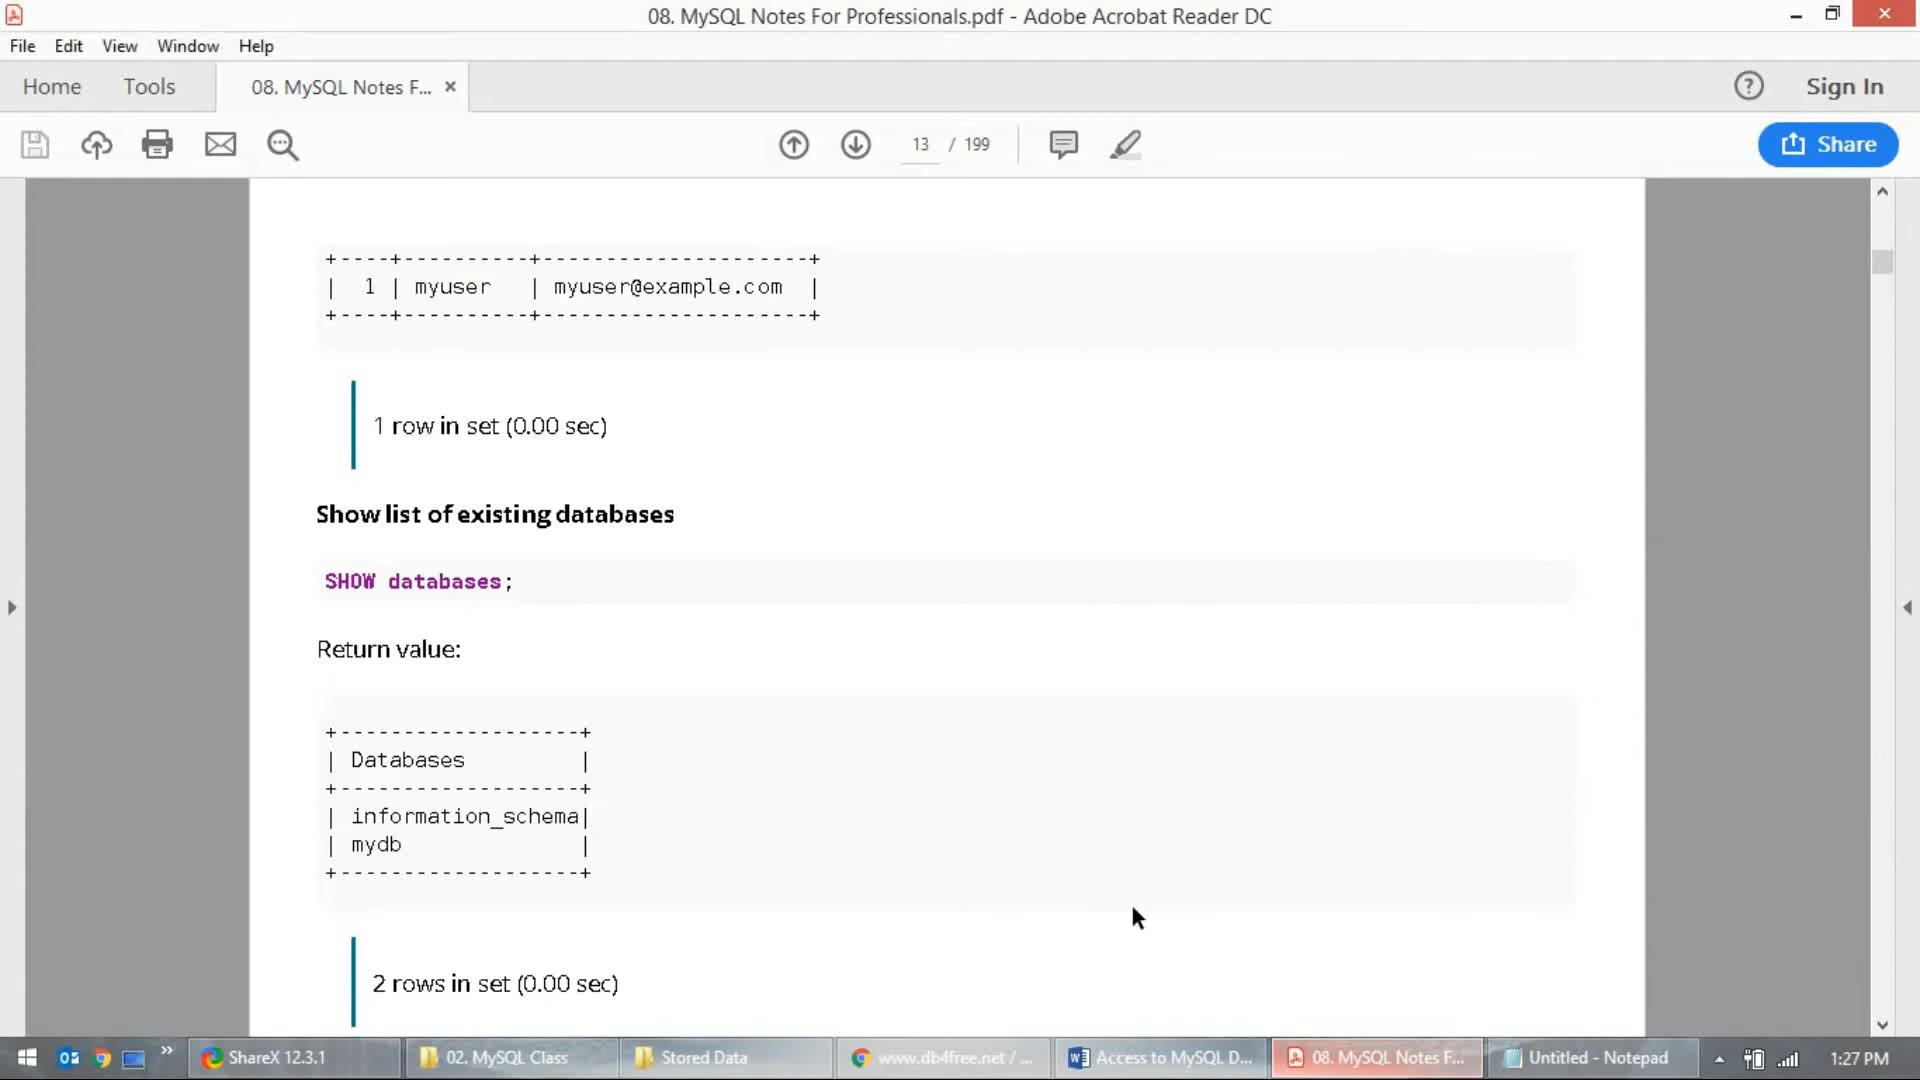 08. MySQL Notes For Professionals.pdf - Adobe Acrobat Reader DC
File Edit View Window Help
Home Tools 08. MySQL Notes F... × Sign In
13 / 199 Share
+----+----------+---------------------+
|  1 | myuser   | myuser@example.com  |
+----+----------+---------------------+
1 row in set (0.00 sec)
Show list of existing databases
SHOW databases;
Return value:
+-------------------+
| Databases         |
+-------------------+
| information_schema|
| mydb              |
+-------------------+
2 rows in set (0.00 sec)
ShareX 12.3.1 02. MySQL Class Stored Data www.db4free.net / ... Access to MySQL D... 08. MySQL Notes F... Untitled - Notepad 1:27 PM